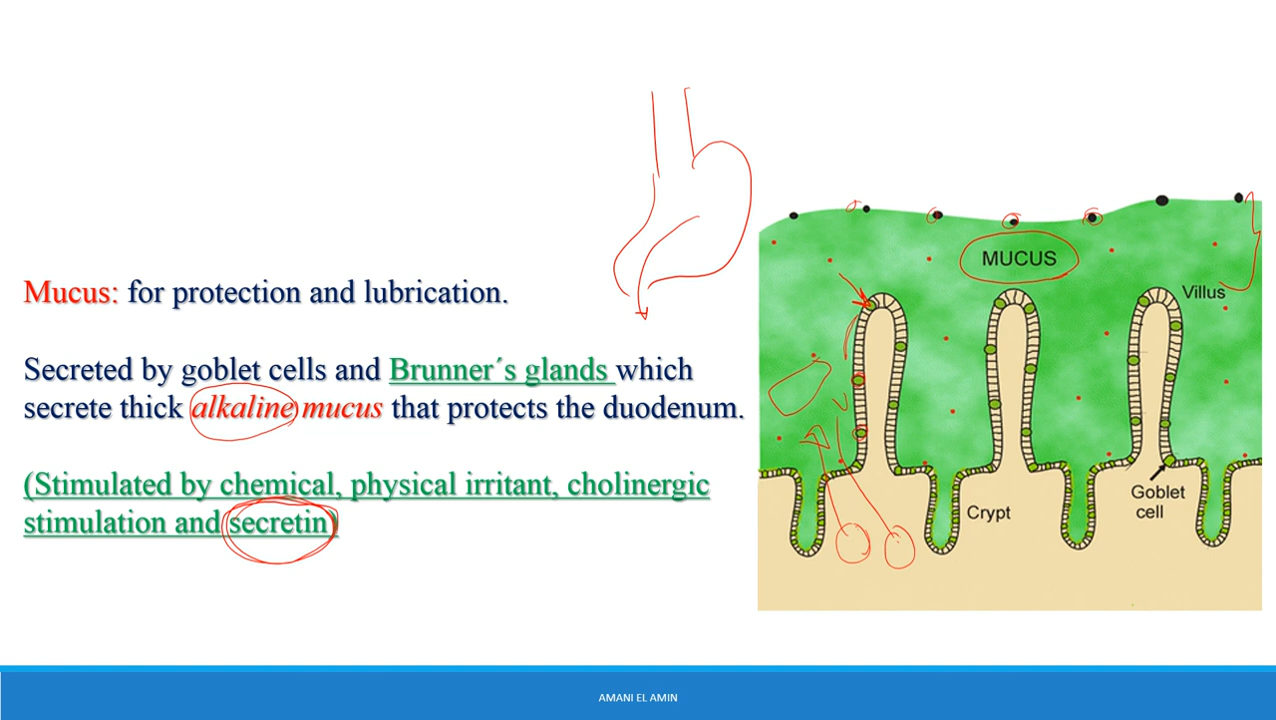 Mucus: for protection and lubrication.
Secreted by goblet cells and Brunner´s glands which
secrete thick alkaline mucus that protects the duodenum.
(Stimulated by chemical, physical irritant, cholinergic
stimulation and secretin)
MUCUS
Villus
Goblet
cell
Crypt
AMANI EL AMIN